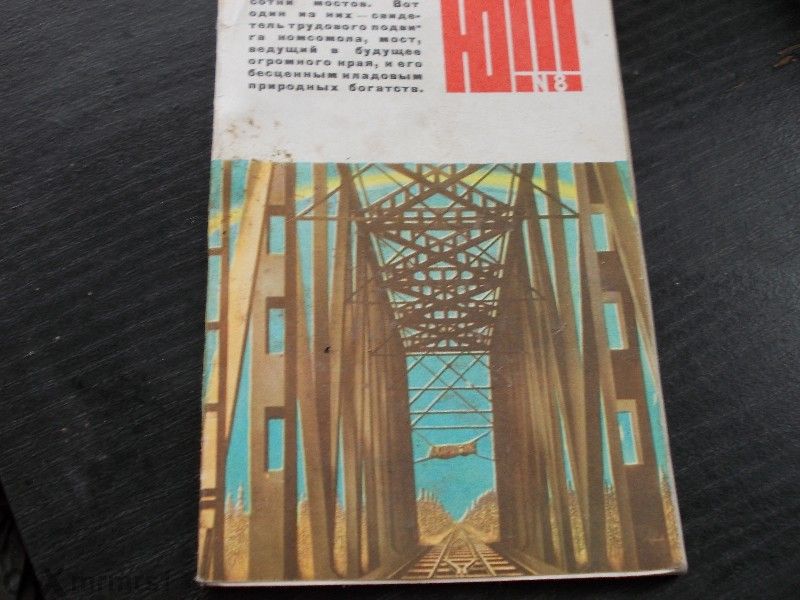 сотни мостов. Вот
один из них — свиде-
тель трудового подви-
га комсомола, мост,
ведущий в будущее
огромного края, и его
бесценным кладовым
природных богатств.
ЮТ
N8